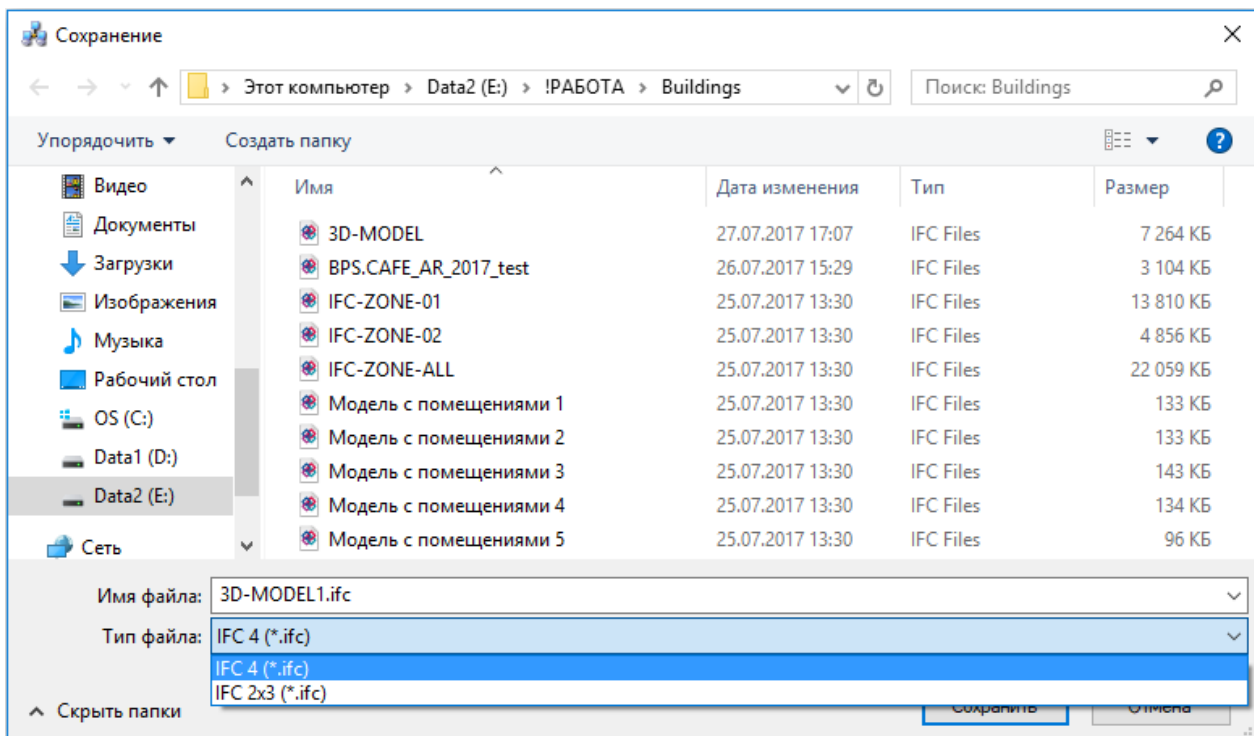 Сохранение
Этот компьютер > Data2 (E:) > !РАБОТА > Buildings
Поиск: Buildings
Упорядочить
Создать папку
Видео
Документы
Загрузки
Изображения
Музыка
Рабочий стол
OS (C:)
Data1 (D:)
Data2 (E:)
Сеть
Имя Дата изменения Тип Размер
3D-MODEL 27.07.2017 17:07 IFC Files 7 264 КБ
BPS.CAFE_AR_2017_test 26.07.2017 15:29 IFC Files 3 104 КБ
IFC-ZONE-01 25.07.2017 13:30 IFC Files 13 810 КБ
IFC-ZONE-02 25.07.2017 13:30 IFC Files 4 856 КБ
IFC-ZONE-ALL 25.07.2017 13:30 IFC Files 22 059 КБ
Модель с помещениями 1 25.07.2017 13:30 IFC Files 133 КБ
Модель с помещениями 2 25.07.2017 13:30 IFC Files 133 КБ
Модель с помещениями 3 25.07.2017 13:30 IFC Files 143 КБ
Модель с помещениями 4 25.07.2017 13:30 IFC Files 134 КБ
Модель с помещениями 5 25.07.2017 13:30 IFC Files 96 КБ
Имя файла: 3D-MODEL1.ifc
Тип файла: IFC 4 (*.ifc)
IFC 4 (*.ifc)
IFC 2x3 (*.ifc)
Скрыть папки
Сохранить
Отмена